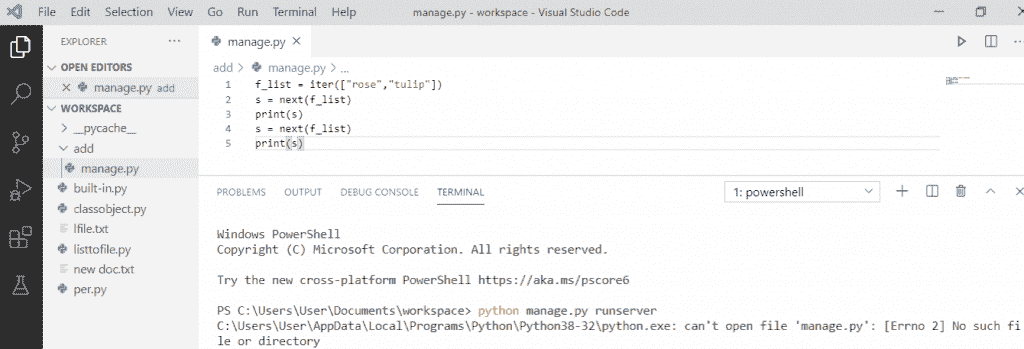 File Edit Selection View Go Run Terminal Help manage.py - workspace - Visual Studio Code
EXPLORER ...
manage.py
OPEN EDITORS
manage.py add
WORKSPACE
__pycache__
add
manage.py
built-in.py
classobject.py
lfile.txt
listtofile.py
new doc.txt
per.py
add > manage.py > ...
1 f_list = iter(["rose","tulip"])
2 s = next(f_list)
3 print(s)
4 s = next(f_list)
5 print(s)
PROBLEMS OUTPUT DEBUG CONSOLE TERMINAL 1: powershell
Windows PowerShell
Copyright (C) Microsoft Corporation. All rights reserved.
Try the new cross-platform PowerShell https://aka.ms/pscore6
PS C:\Users\User\Documents\workspace> python manage.py runserver
C:\Users\User\AppData\Local\Programs\Python\Python38-32\python.exe: can't open file 'manage.py': [Errno 2] No such fi
le or directory